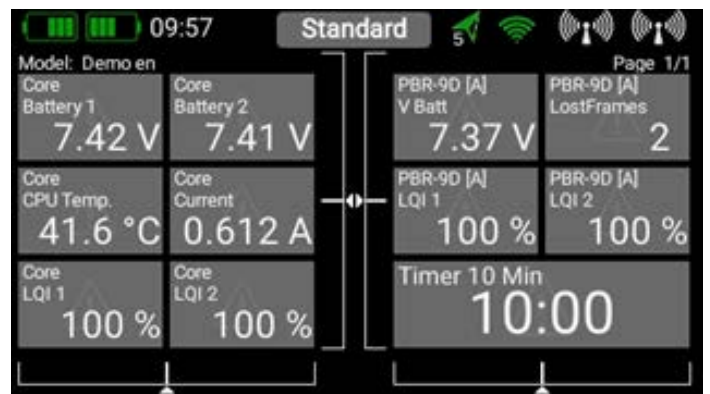 09:57 Standard 5
Model: Demo en Page 1/1
Core
Battery 1
7.42 V
Core
Battery 2
7.41 V
PBR-9D [A]
V Batt
7.37 V
PBR-9D [A]
LostFrames
2
Core
CPU Temp.
41.6 °C
Core
Current
0.612 A
PBR-9D [A]
LQI 1
100 %
PBR-9D [A]
LQI 2
100 %
Core
LQI 1
100 %
Core
LQI 2
100 %
Timer 10 Min
10:00